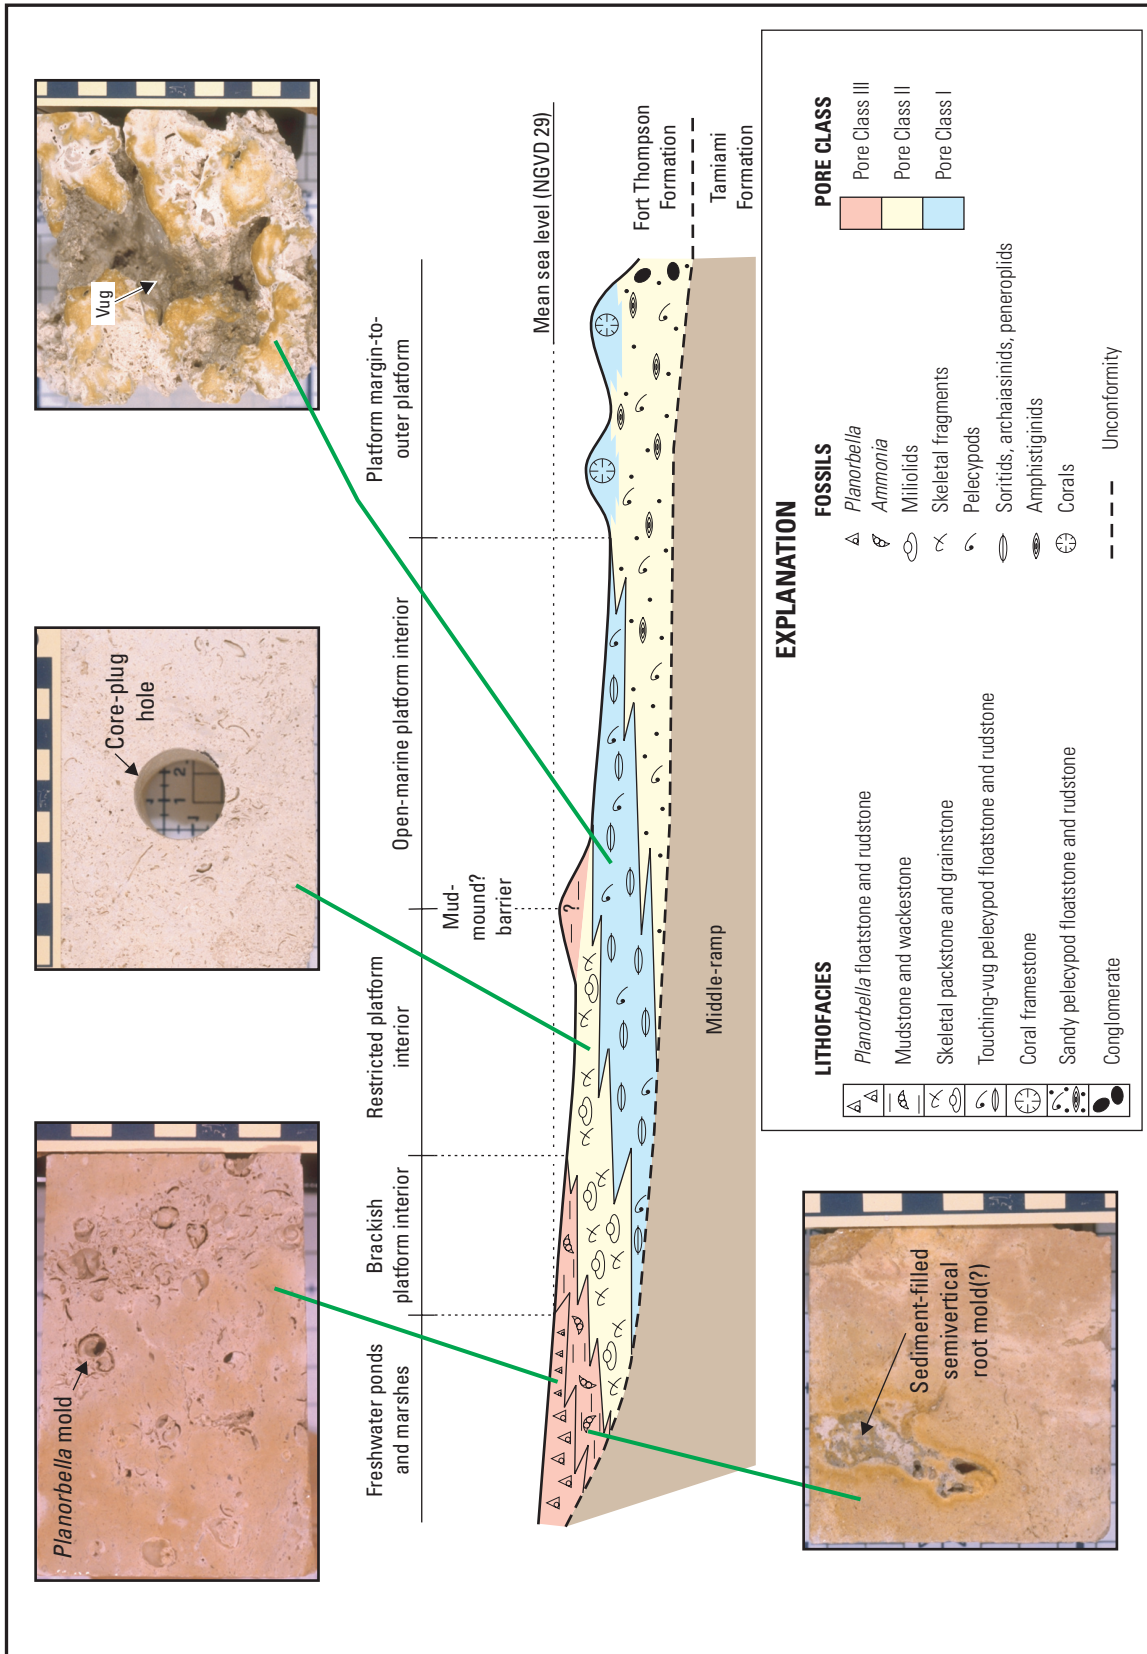 Planorbella mold
Core-plug
hole
Vug
Freshwater ponds
and marshes
Brackish
platform interior
Restricted platform
interior
Mud-
mound?
barrier
Open-marine platform interior
Platform margin-to-
outer platform
Mean sea level (NGVD 29)
?
Fort Thompson
Formation
Tamiami
Formation
Middle-ramp
Sediment-filled
semivertical
root mold(?)
EXPLANATION
LITHOFACIES
Planorbella floatstone and rudstone
Mudstone and wackestone
Skeletal packstone and grainstone
Touching-vug pelecypod floatstone and rudstone
Coral framestone
Sandy pelecypod floatstone and rudstone
Conglomerate
FOSSILS
Planorbella
Ammonia
Miliolids
Skeletal fragments
Pelecypods
Soritids, archaiasinids, peneroplids
Amphistiginids
Corals
Unconformity
PORE CLASS
Pore Class III
Pore Class II
Pore Class I